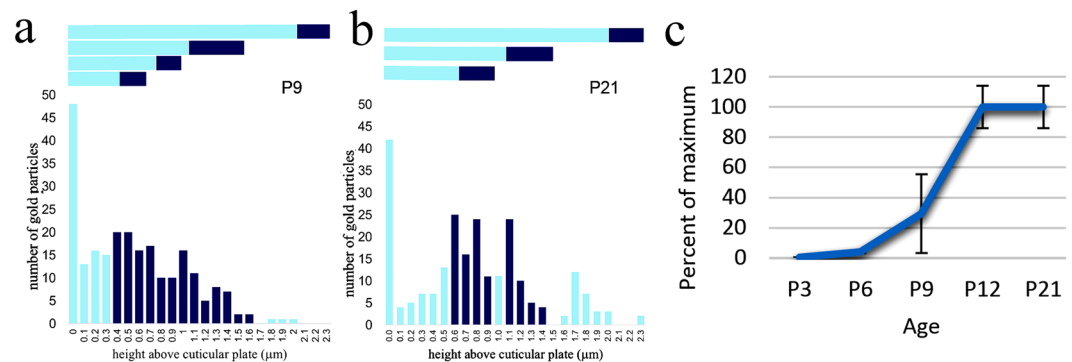 a
P9
50
45
40
35
30
25
20
15
10
5
0
number of gold particles
0 0.1 0.2 0.3 0.4 0.5 0.6 0.7 0.8 0.9 1 1.1 1.2 1.3 1.4 1.5 1.6 1.7 1.8 1.9 2 2.1 2.2 2.3
height above cuticular plate (μm)
b
P21
50
45
40
35
30
25
20
15
10
5
0
number of gold particles
0.0 0.1 0.2 0.3 0.4 0.5 0.6 0.7 0.8 0.9 1.0 1.1 1.2 1.3 1.4 1.5 1.6 1.7 1.8 1.9 2.0 2.1 2.2 2.3
height above cuticular plate (μm)
c
120
100
80
60
40
20
0
Percent of maximum
P3 P6 P9 P12 P21
Age